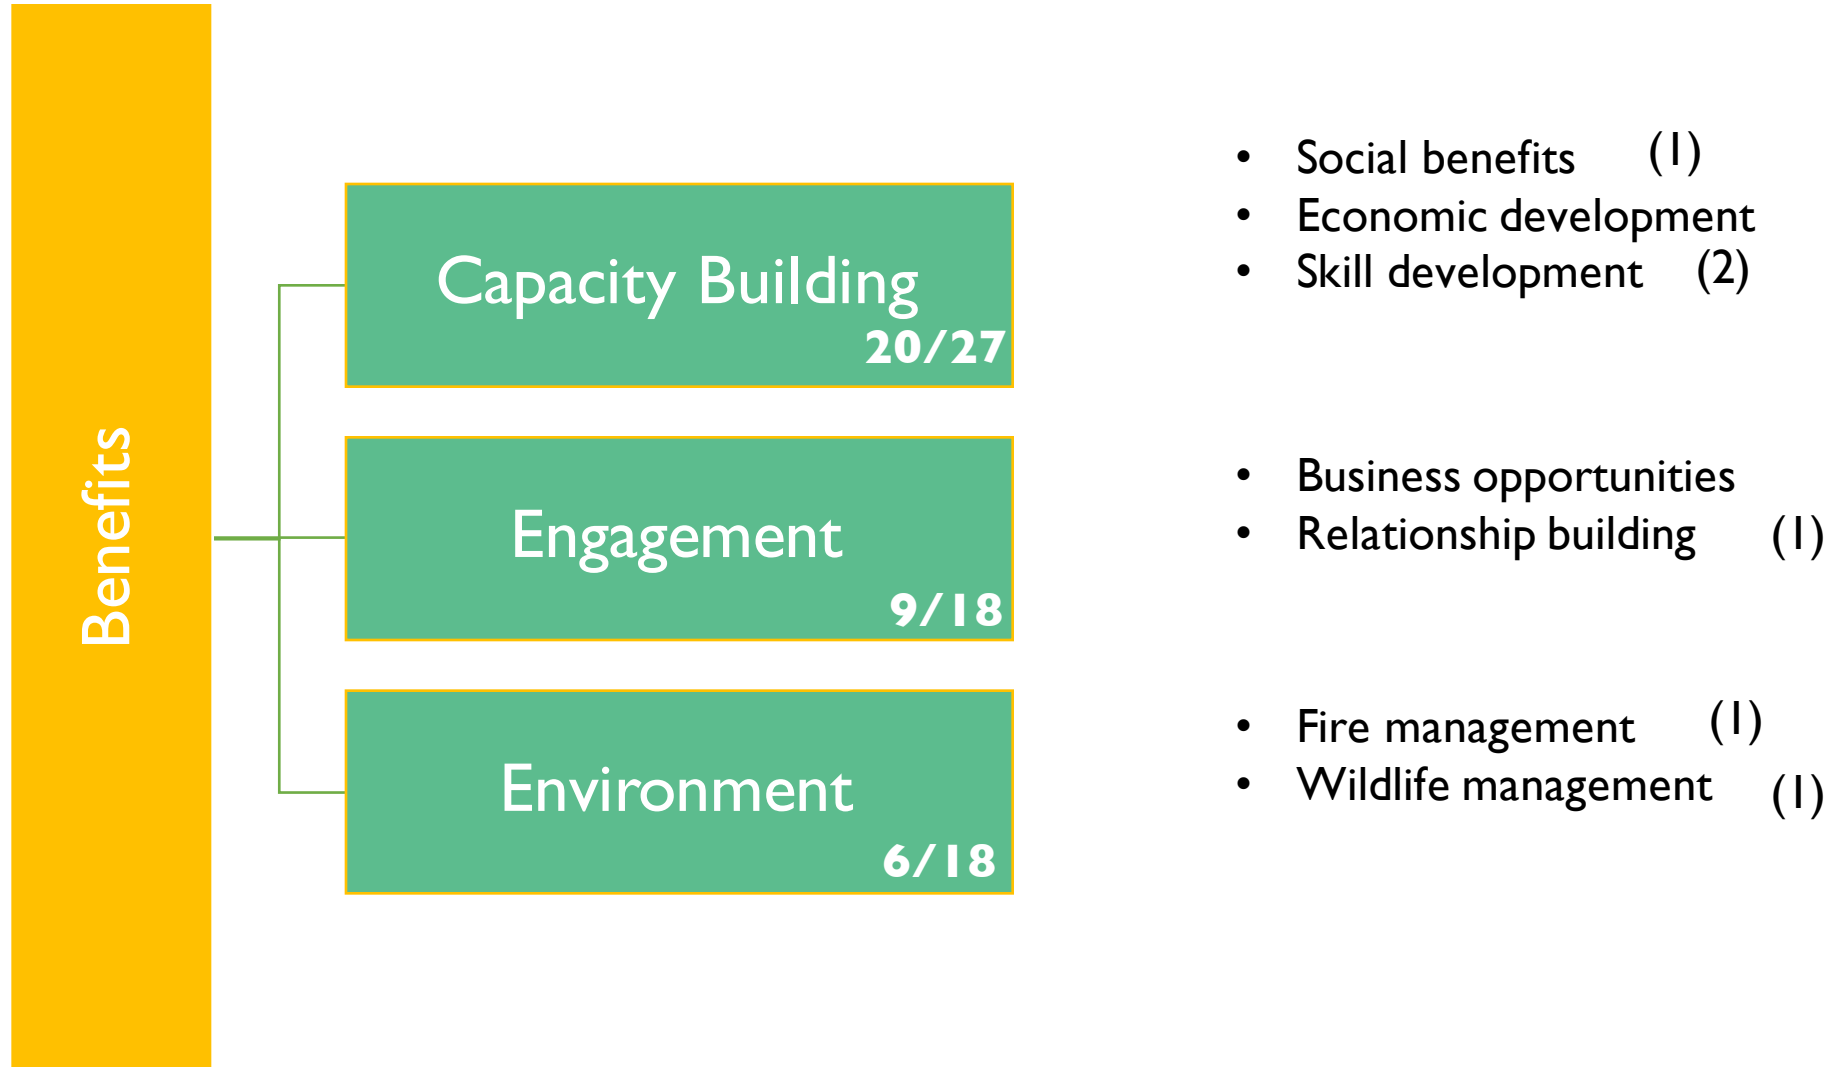 Benefits
Capacity Building
20/27
• Social benefits (1)
• Economic development
• Skill development (2)
Engagement
9/18
• Business opportunities
• Relationship building (1)
Environment
6/18
• Fire management (1)
• Wildlife management (1)